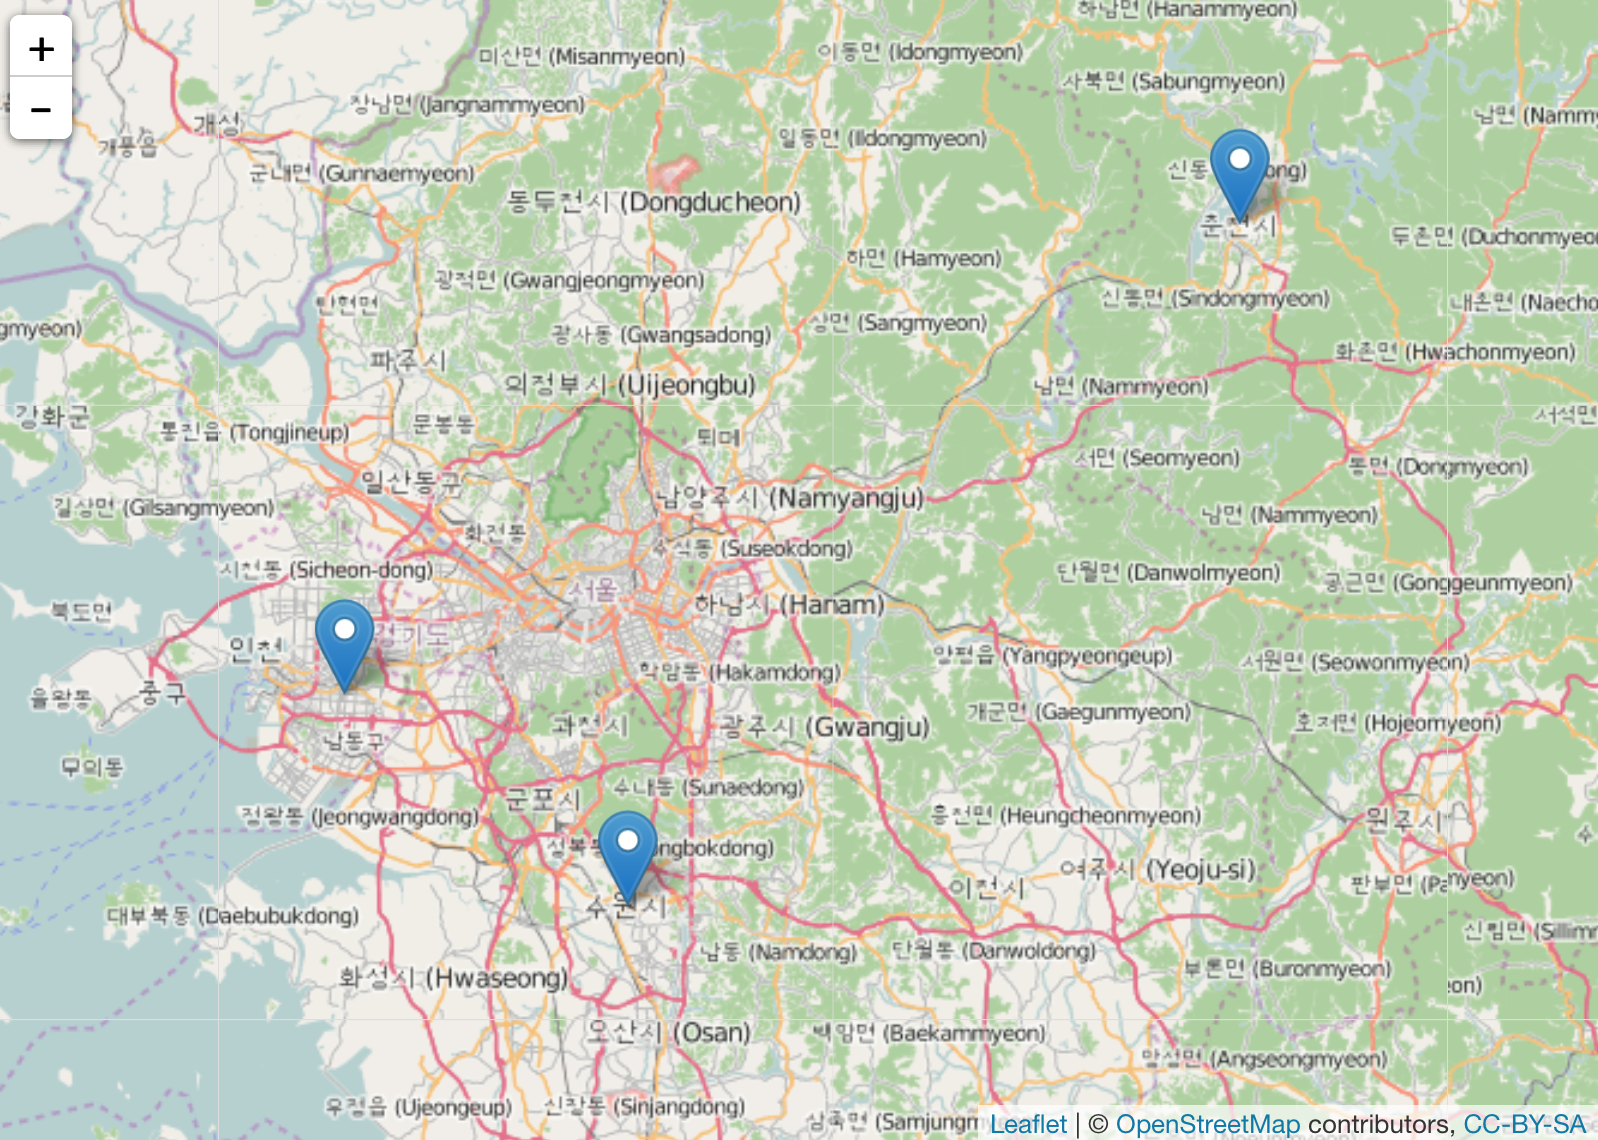 +
-
하남면 (Hanammyeon)
미산면 (Misanmyeon)
이동면 (Idongmyeon)
사북면 (Sabungmyeon)
장남면 (Jangnammyeon)
남면 (Nammy
개성
개풍읍
일동면 (Ildongmyeon)
군내면 (Gunnaemyeon)
신동
ong)
동두천시 (Dongducheon)
춘천시
두촌면 (Duchonmyeo
하면 (Hamyeon)
광적면 (Gwangjeongmyeon)
탄현면
신동면 (Sindongmyeon)
내촌면 (Naecho
gmyeon)
상면 (Sangmyeon)
광사동 (Gwangsadong)
파주시
화촌면 (Hwachonmyeon)
의정부시 (Uijeongbu)
남면 (Nammyeon)
강화군
서석면
통진읍 (Tongjineup)
문봉동
퇴메
서면 (Seomyeon)
동면 (Dongmyeon)
일산동구
남양주시 (Namyangju)
길상면 (Gilsangmyeon)
남면 (Nammyeon)
화전동
수석동 (Suseokdong)
시천동 (Sicheon-dong)
단월면 (Danwolmyeon)
공근면 (Gonggeunmyeon)
서울
북도면
하남시 (Hanam)
경기도
인천
양평읍 (Yangpyeongeup)
서원면 (Seowonmyeon)
학암동 (Hakamdong)
을왕동
중구
개군면 (Gaegunmyeon)
과천시
광주시 (Gwangju)
호저면 (Hojeomyeon)
남동구
무의동
수내동 (Sunaedong)
군포시
정왕동 (Jeongwangdong)
흥천면 (Heungcheonmyeon)
원주시
성복동
ongbokdong)
여주시 (Yeoju-si)
이천시
판부면 (Pa
myeon)
수원시
대부북동 (Daebubukdong)
신림면 (Sillimm
남동 (Namdong)
단월동 (Danwoldong)
부론면 (Buronmyeon)
화성시 (Hwaseong)
eon)
오산시 (Osan)
백암면 (Baekammyeon)
앙성면 (Angseongmyeon)
우정읍 (Ujeongeup)
신장동 (Sinjangdong)
삼죽면 (Samjungm
Leaflet | © OpenStreetMap contributors, CC-BY-SA